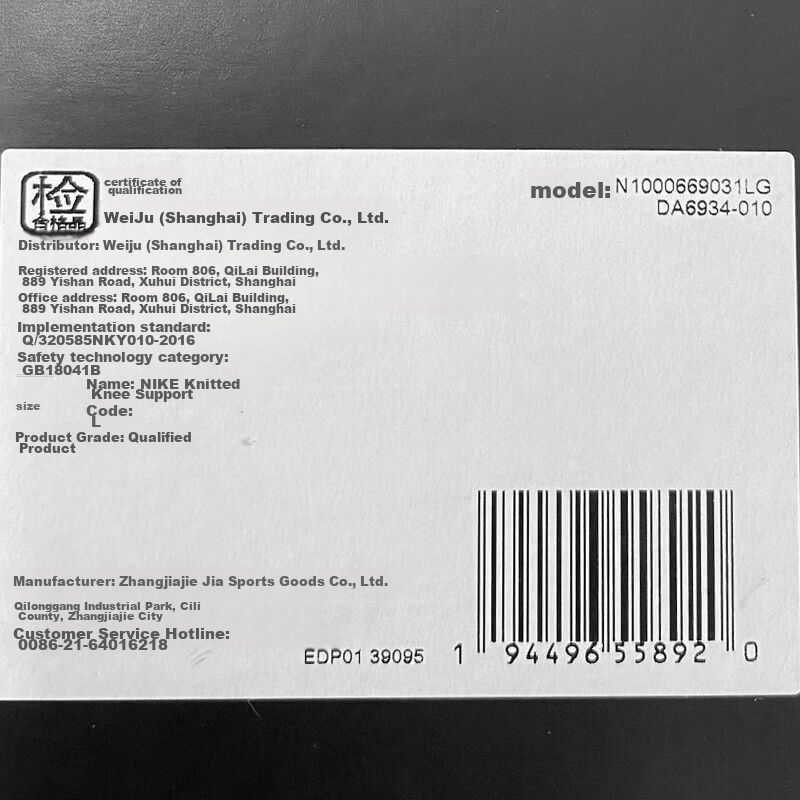 检
合格品
certificate of
qualification
WeiJu (Shanghai) Trading Co., Ltd.
model: N1000669031LG
DA6934-010
Distributor: Weiju (Shanghai) Trading Co., Ltd.
Registered address: Room 806, QiLai Building,
889 Yishan Road, Xuhui District, Shanghai
Office address: Room 806, QiLai Building,
889 Yishan Road, Xuhui District, Shanghai
Implementation standard:
Q/320585NKY010-2016
Safety technology category:
GB18041B
Name: NIKE Knitted
Knee Support
size
Code:
L
Product Grade: Qualified
Product
Manufacturer: Zhangjiajie Jia Sports Goods Co., Ltd.
Qilonggang Industrial Park, Cili
County, Zhangjiajie City
Customer Service Hotline:
0086-21-64016218
EDP01 39095
1 94496 55892 0